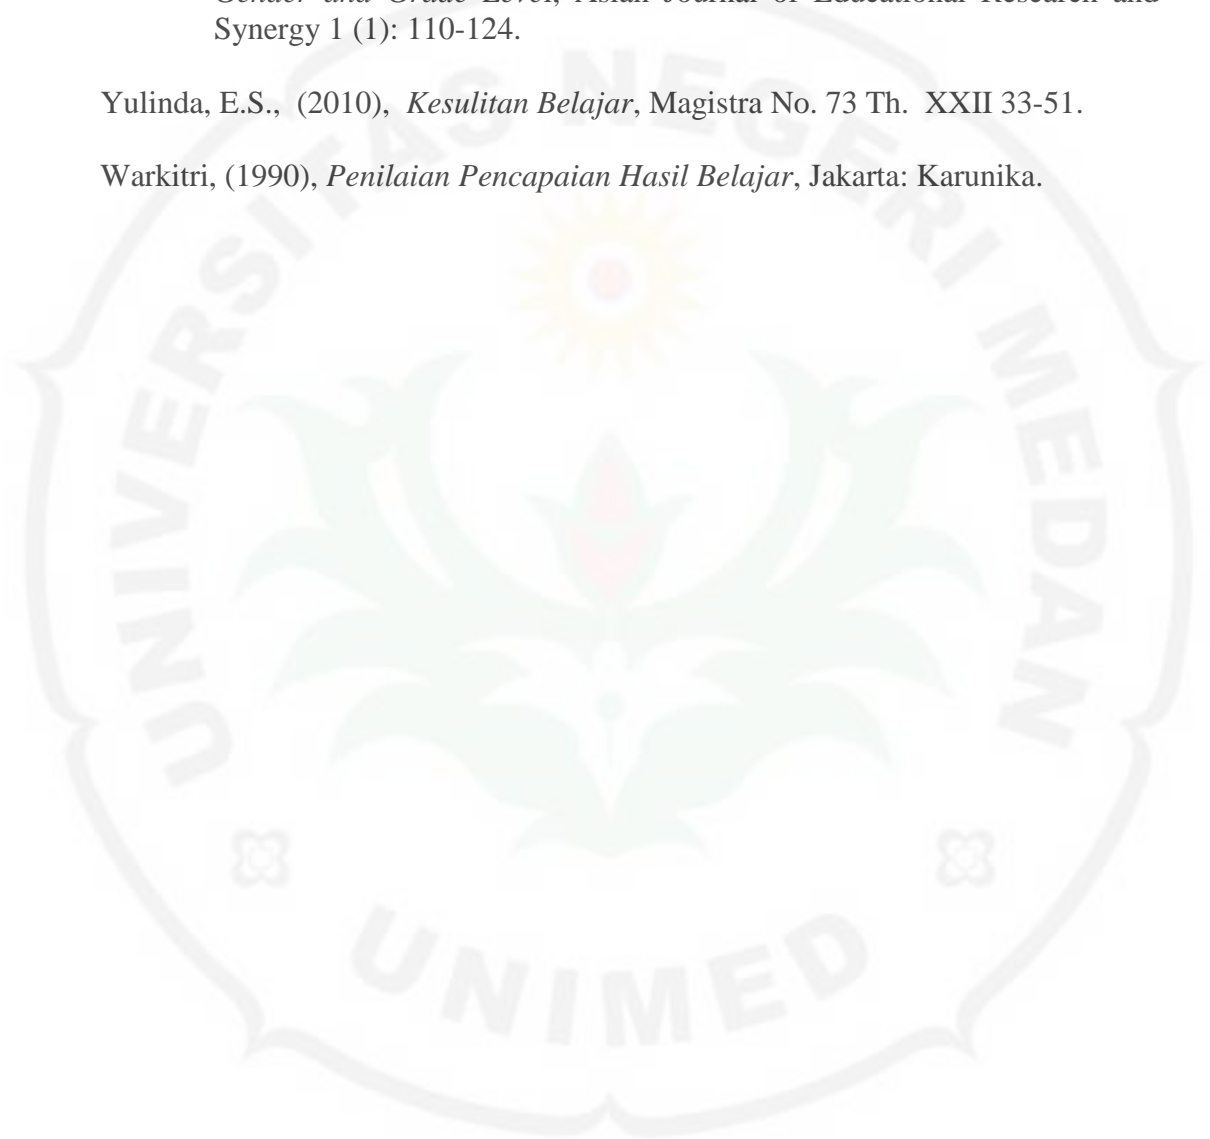 Gender and Grade Level, Asian Journal of Educational Research and
Synergy 1 (1): 110-124.
Yulinda, E.S., (2010), Kesulitan Belajar, Magistra No. 73 Th. XXII 33-51.
Warkitri, (1990), Penilaian Pencapaian Hasil Belajar, Jakarta: Karunika.
UNIVERSITAS NEGERI MEDAN
UNIMED